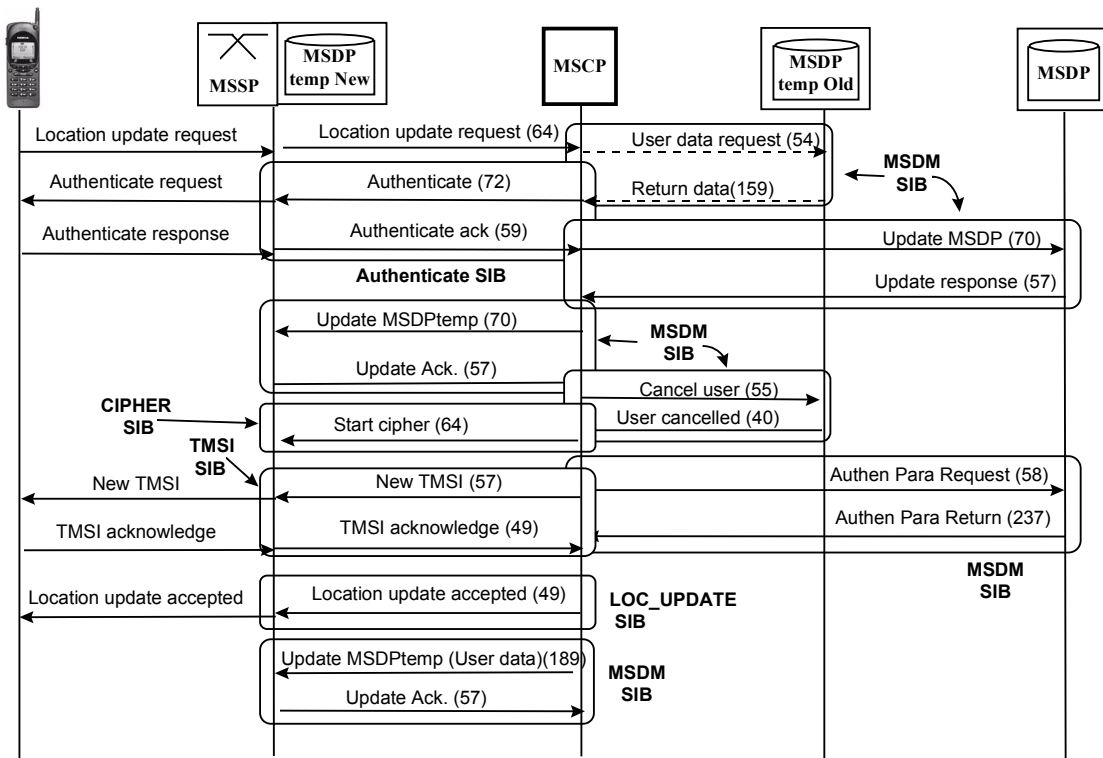 MSSP
MSDP
temp New
MSCP
MSDP
temp Old
MSDP
Location update request
Location update request (64)
User data request (54)
MSDM
SIB
Authenticate request
Authenticate (72)
Return data(159)
Authenticate response
Authenticate ack (59)
Update MSDP (70)
Authenticate SIB
Update response (57)
Update MSDPtemp (70)
MSDM
SIB
Update Ack. (57)
Cancel user (55)
CIPHER
SIB
Start cipher (64)
User cancelled (40)
TMSI
SIB
New TMSI
New TMSI (57)
Authen Para Request (58)
TMSI acknowledge
TMSI acknowledge (49)
Authen Para Return (237)
MSDM
SIB
Location update accepted
Location update accepted (49)
LOC_UPDATE
SIB
Update MSDPtemp (User data)(189)
MSDM
SIB
Update Ack. (57)